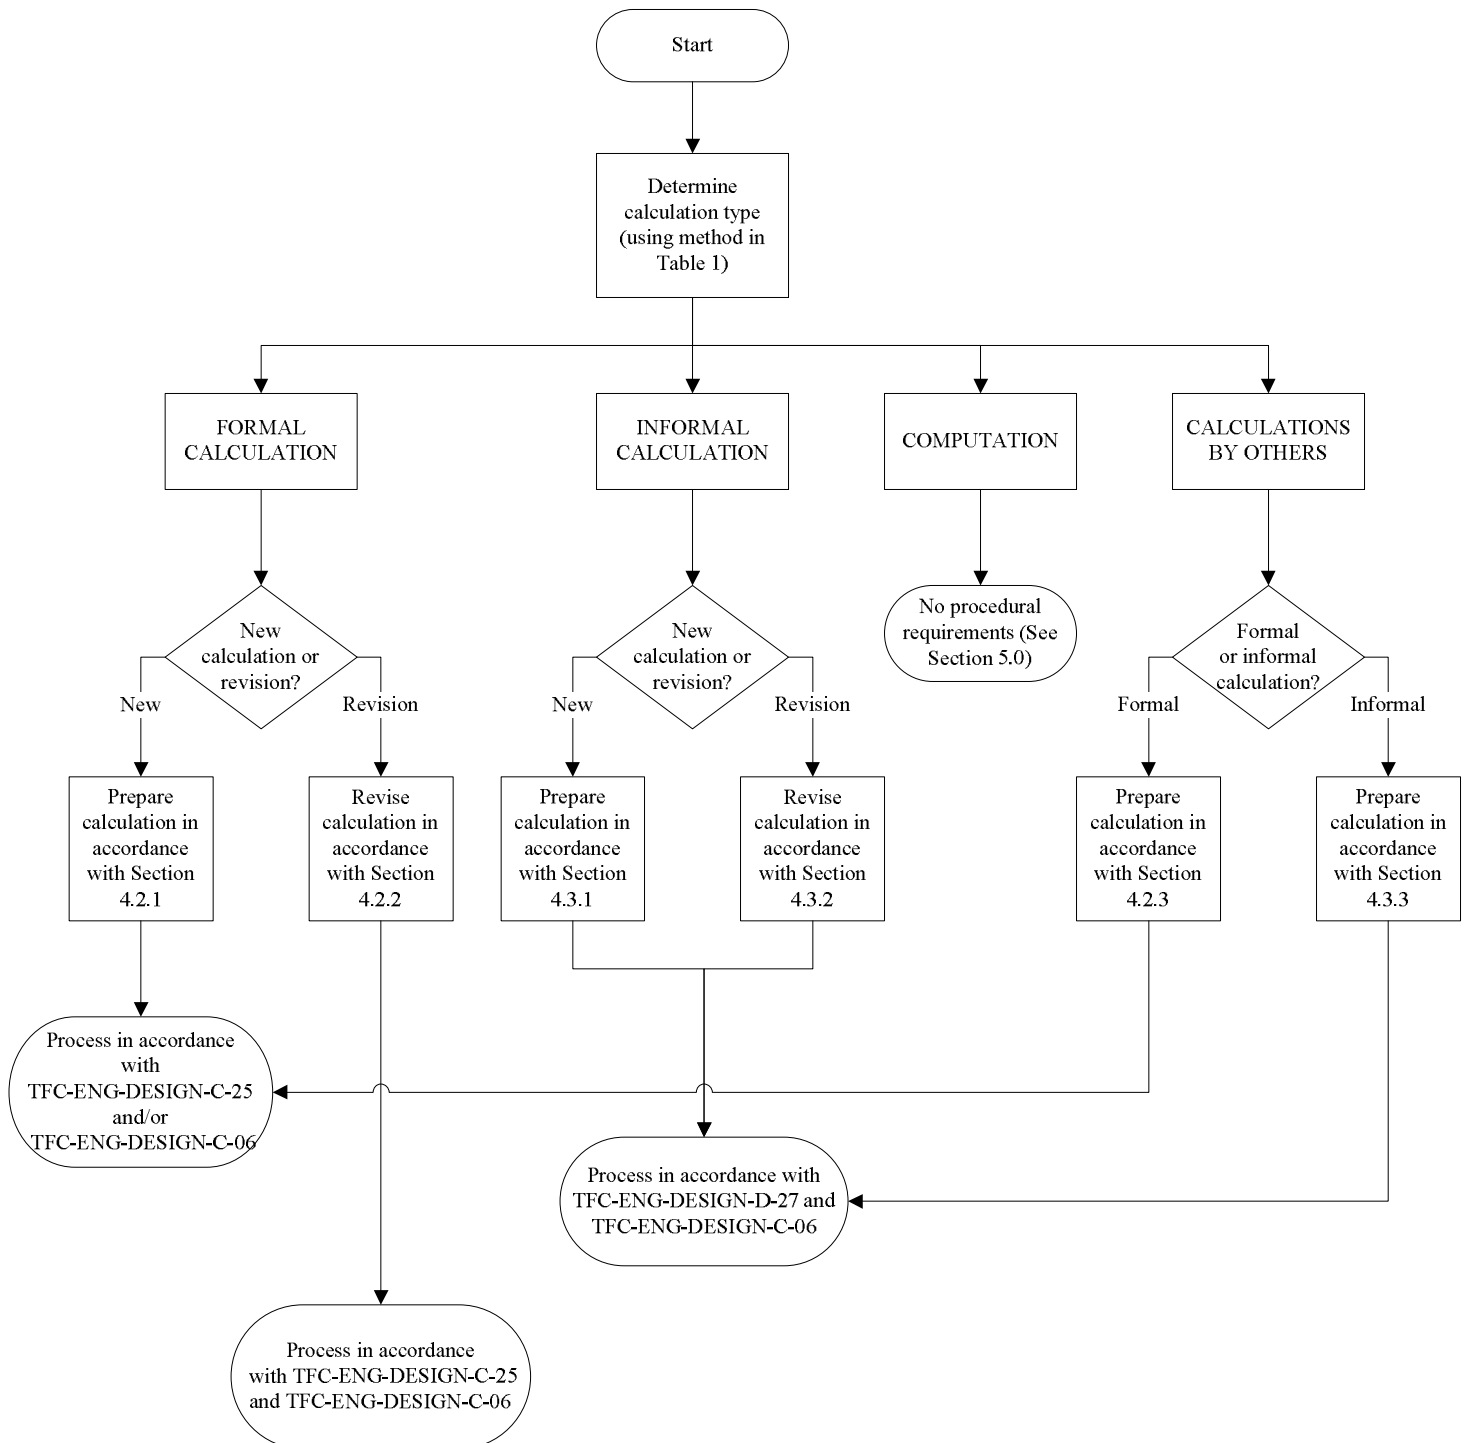 Start
Determine
calculation type
(using method in
Table 1)
FORMAL
CALCULATION
INFORMAL
CALCULATION
COMPUTATION
CALCULATIONS
BY OTHERS
New
calculation or
revision?
New
calculation or
revision?
No procedural
requirements (See
Section 5.0)
Formal
or informal
calculation?
New
Revision
New
Revision
Formal
Informal
Prepare
calculation in
accordance
with Section
4.2.1
Revise
calculation in
accordance
with Section
4.2.2
Prepare
calculation in
accordance
with Section
4.3.1
Revise
calculation in
accordance
with Section
4.3.2
Prepare
calculation in
accordance
with Section
4.2.3
Prepare
calculation in
accordance
with Section
4.3.3
Process in accordance
with
TFC-ENG-DESIGN-C-25
and/or
TFC-ENG-DESIGN-C-06
Process in accordance with
TFC-ENG-DESIGN-D-27 and
TFC-ENG-DESIGN-C-06
Process in accordance
with TFC-ENG-DESIGN-C-25
and TFC-ENG-DESIGN-C-06